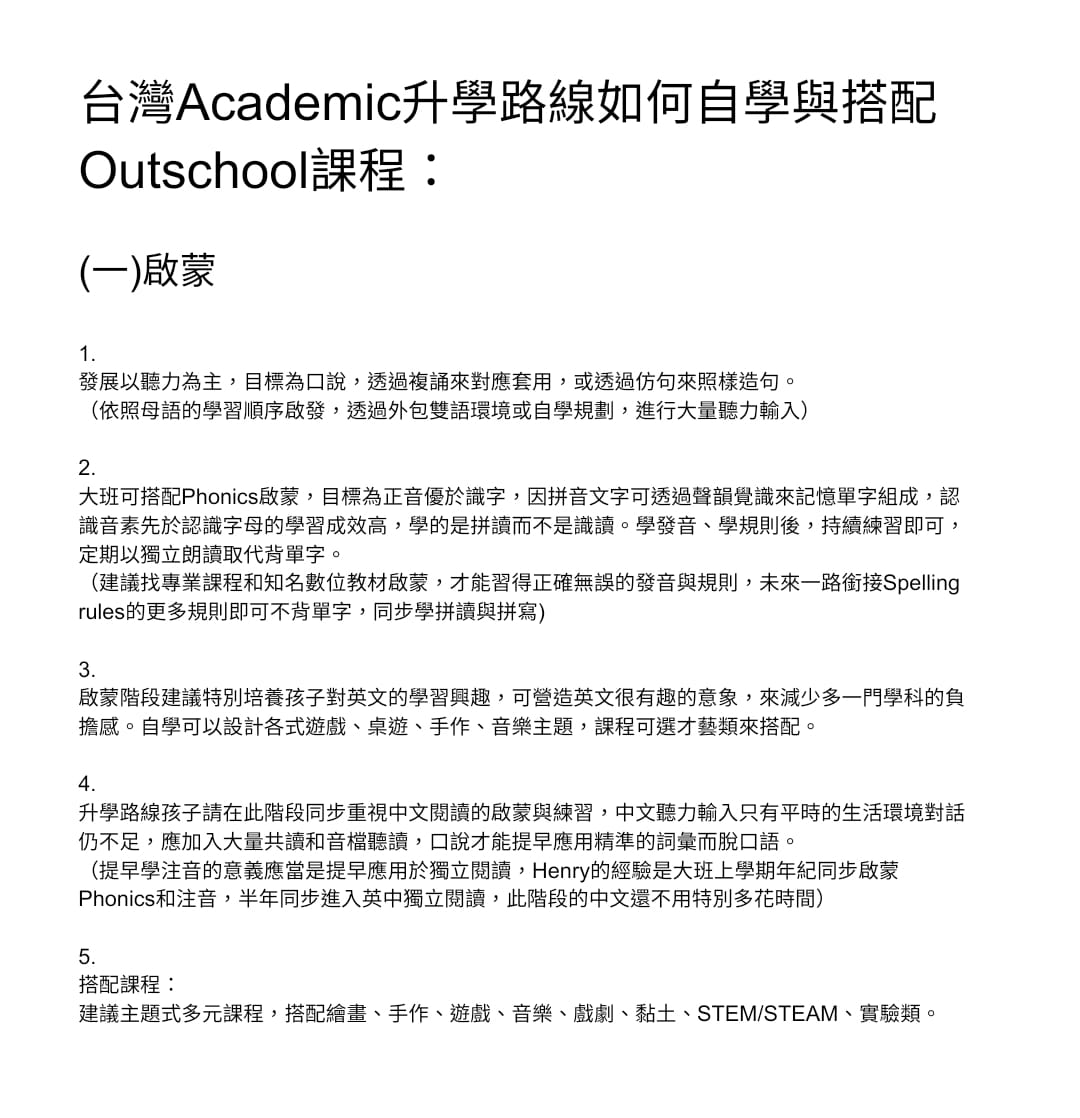 台灣Academic升學路線如何自學與搭配
Outschool課程：
(一)啟蒙
1.
發展以聽力為主，目標為口說，透過複誦來對應套用，或透過仿句來照樣造句。
（依照母語的學習順序啟發，透過外包雙語環境或自學規劃，進行大量聽力輸入）
2.
大班可搭配Phonics啟蒙，目標為正音優於識字，因拼音文字可透過聲韻覺識來記憶單字組成，認
識音素先於認識字母的學習成效高，學的是拼讀而不是識讀。學發音、學規則後，持續練習即可，
定期以獨立朗讀取代背單字。
（建議找專業課程和知名數位教材啟蒙，才能習得正確無誤的發音與規則，未來一路銜接Spelling
rules的更多規則即可不背單字，同步學拼讀與拼寫)
3.
啟蒙階段建議特別培養孩子對英文的學習興趣，可營造英文很有趣的意象，來減少多一門學科的負
擔感。自學可以設計各式遊戲、桌遊、手作、音樂主題，課程可選才藝類來搭配。
4.
升學路線孩子請在此階段同步重視中文閱讀的啟蒙與練習，中文聽力輸入只有平時的生活環境對話
仍不足，應加入大量共讀和音檔聽讀，口說才能提早應用精準的詞彙而脫口語。
（提早學注音的意義應當是提早應用於獨立閱讀，Henry的經驗是大班上學期年紀同步啟蒙
Phonics和注音，半年同步進入英中獨立閱讀，此階段的中文還不用特別多花時間）
5.
搭配課程：
建議主題式多元課程，搭配繪畫、手作、遊戲、音樂、戲劇、黏土、STEM/STEAM、實驗類。